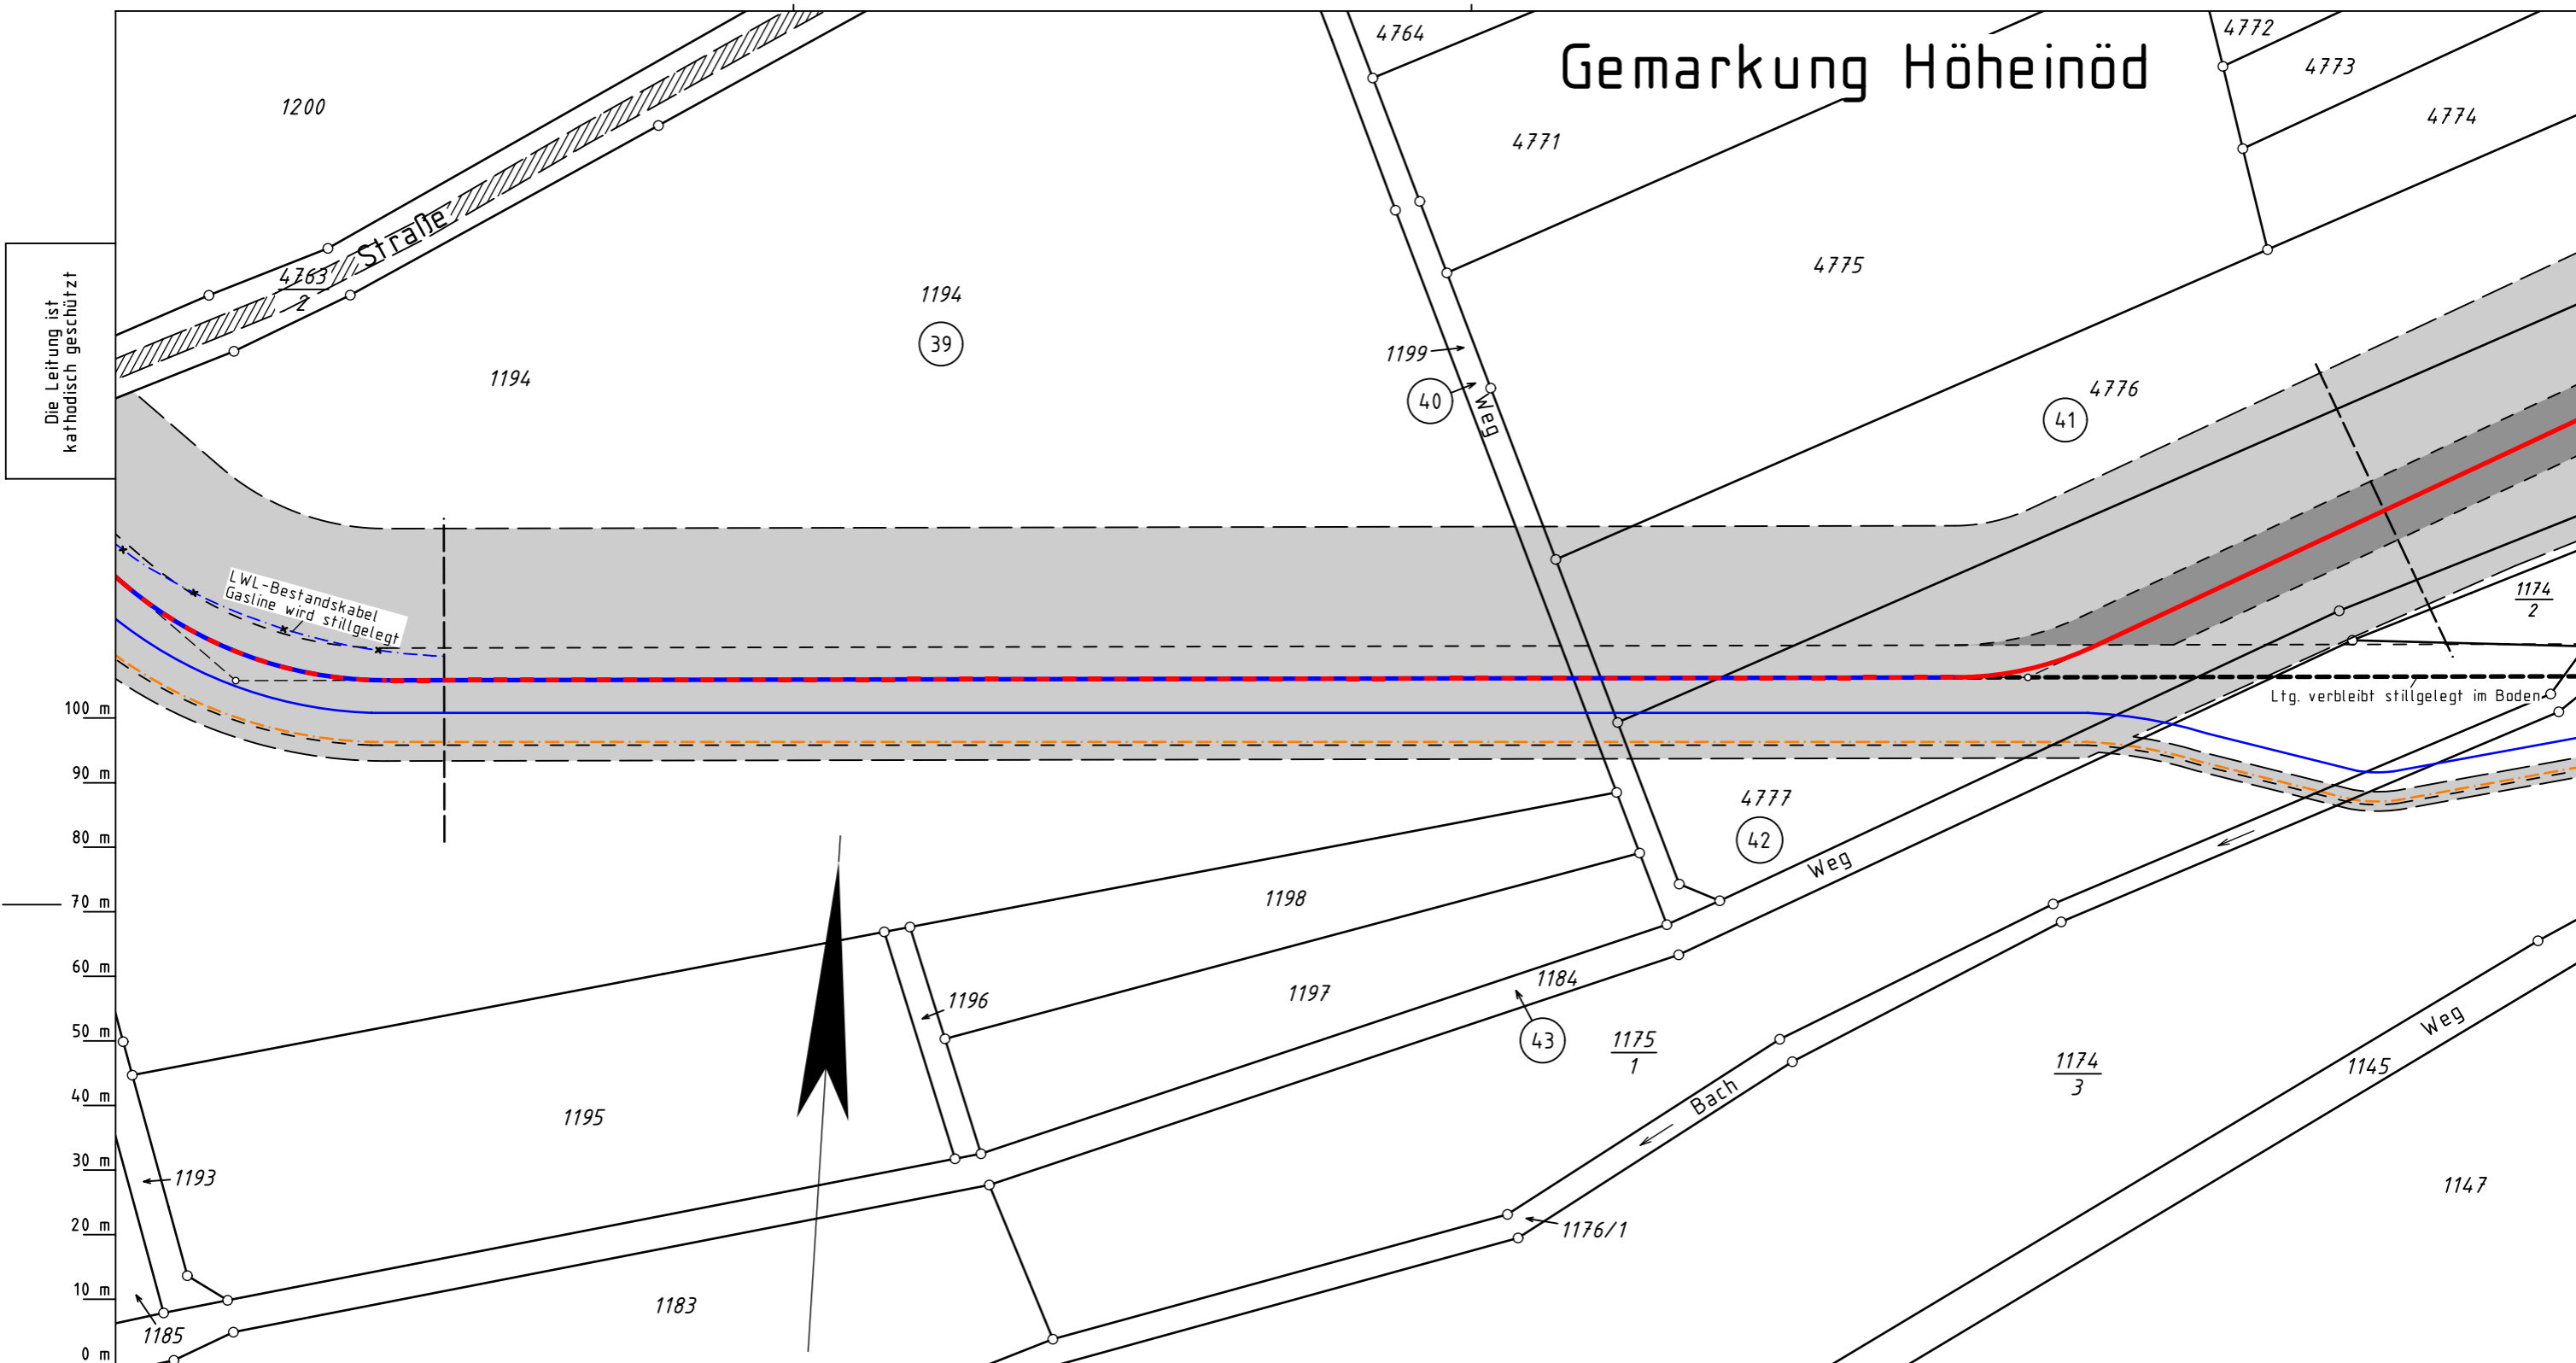 Gemarkung Höheinöd
4764
4772
4773
4774
4771
1200
Straße
4763
2
1194
39
1194
4775
1199
40
Weg
4776
41
Die Leitung ist
kathodisch geschützt
LWL-Bestandskabel
Gasline wird stillgelegt
1174
2
Ltg. verbleibt stillgelegt im Boden
100 m
90 m
80 m
70 m
60 m
50 m
40 m
30 m
20 m
10 m
0 m
4777
42
Weg
1198
1196
1197
1184
43
1175
1
1174
3
Weg
1145
Bach
1195
1193
1147
1176/1
1183
1185